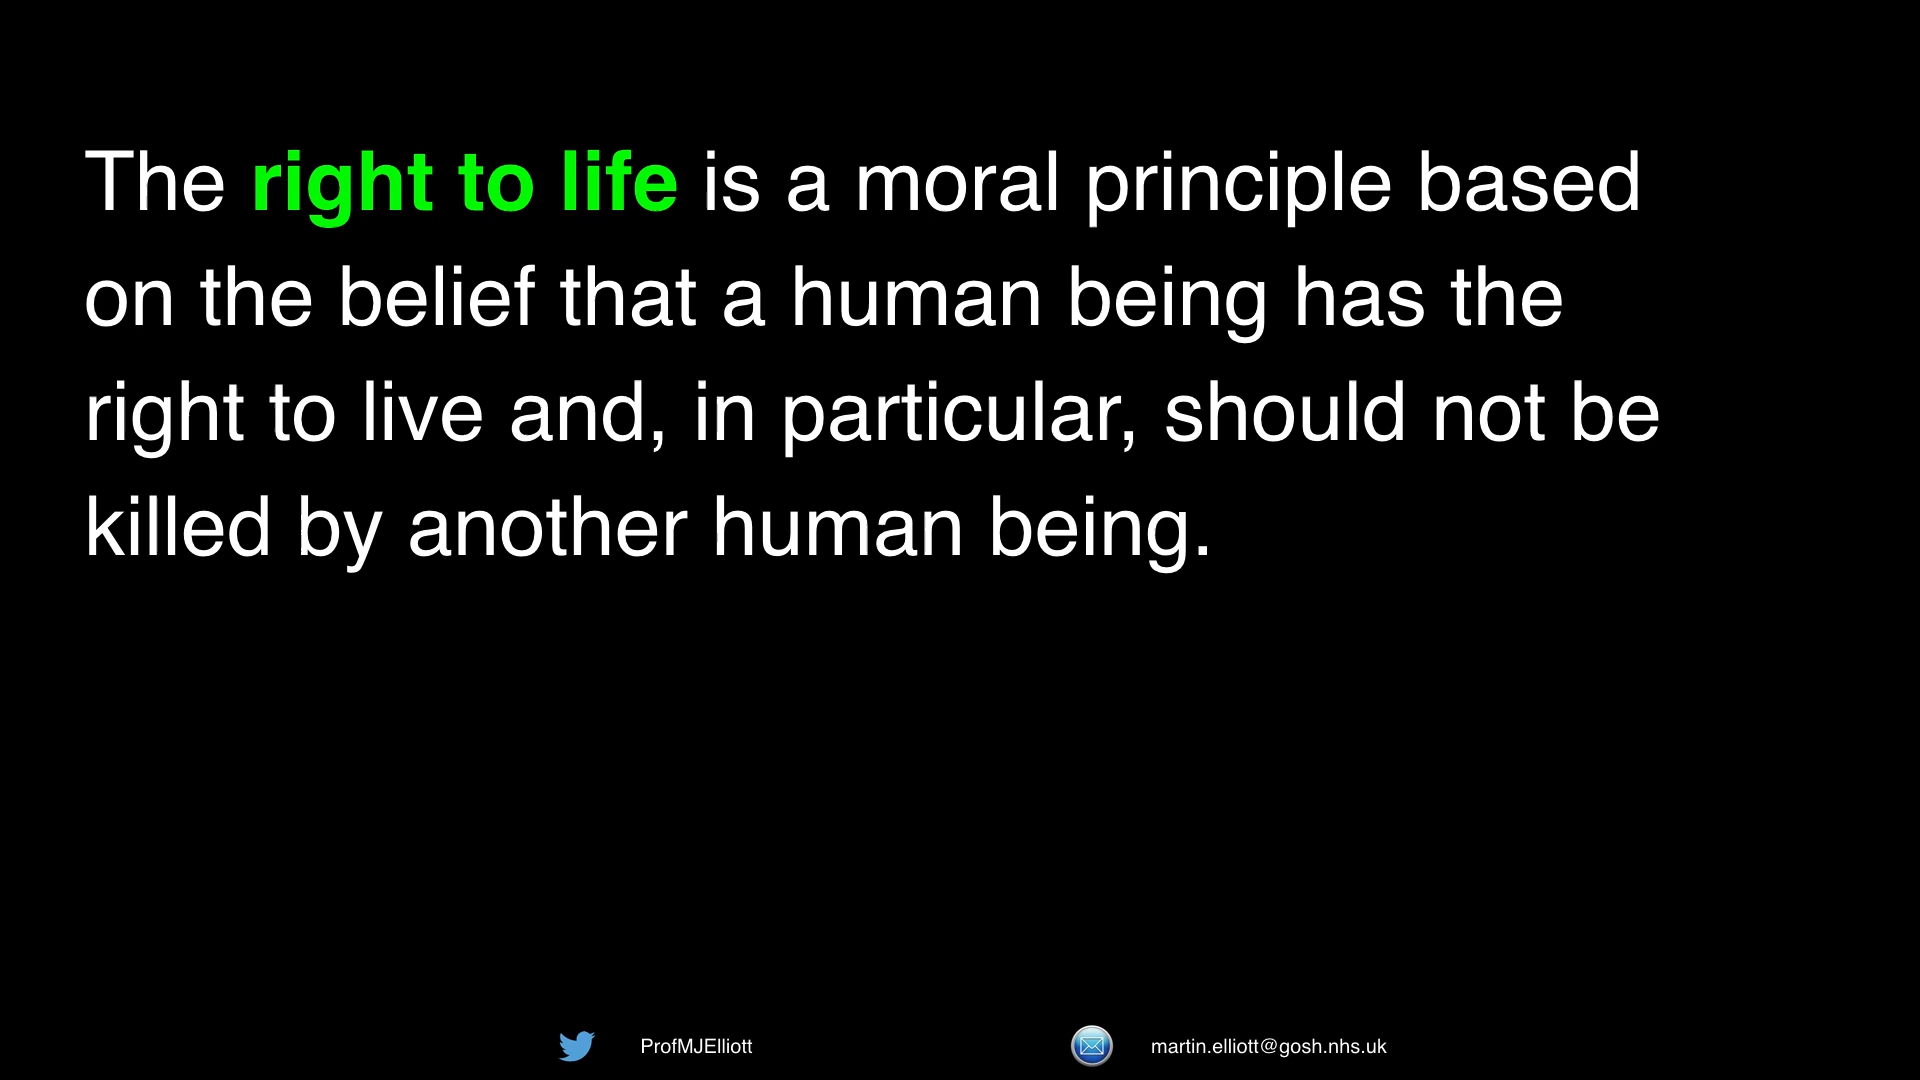 The right to life is a moral principle based
on the belief that a human being has the
right to live and, in particular, should not be
killed by another human being.
ProfMJElliott
martin.elliott@gosh.nhs.uk